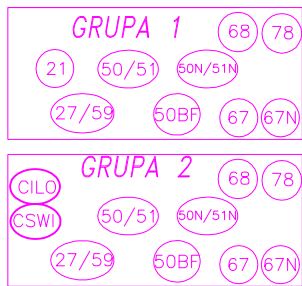 GRUPA 1 68 78
21 50/51 50N/51N
27/59 50BF 67 67N
GRUPA 2 68 78
CILO
CSWI 50/51 50N/51N
27/59 50BF 67 67N